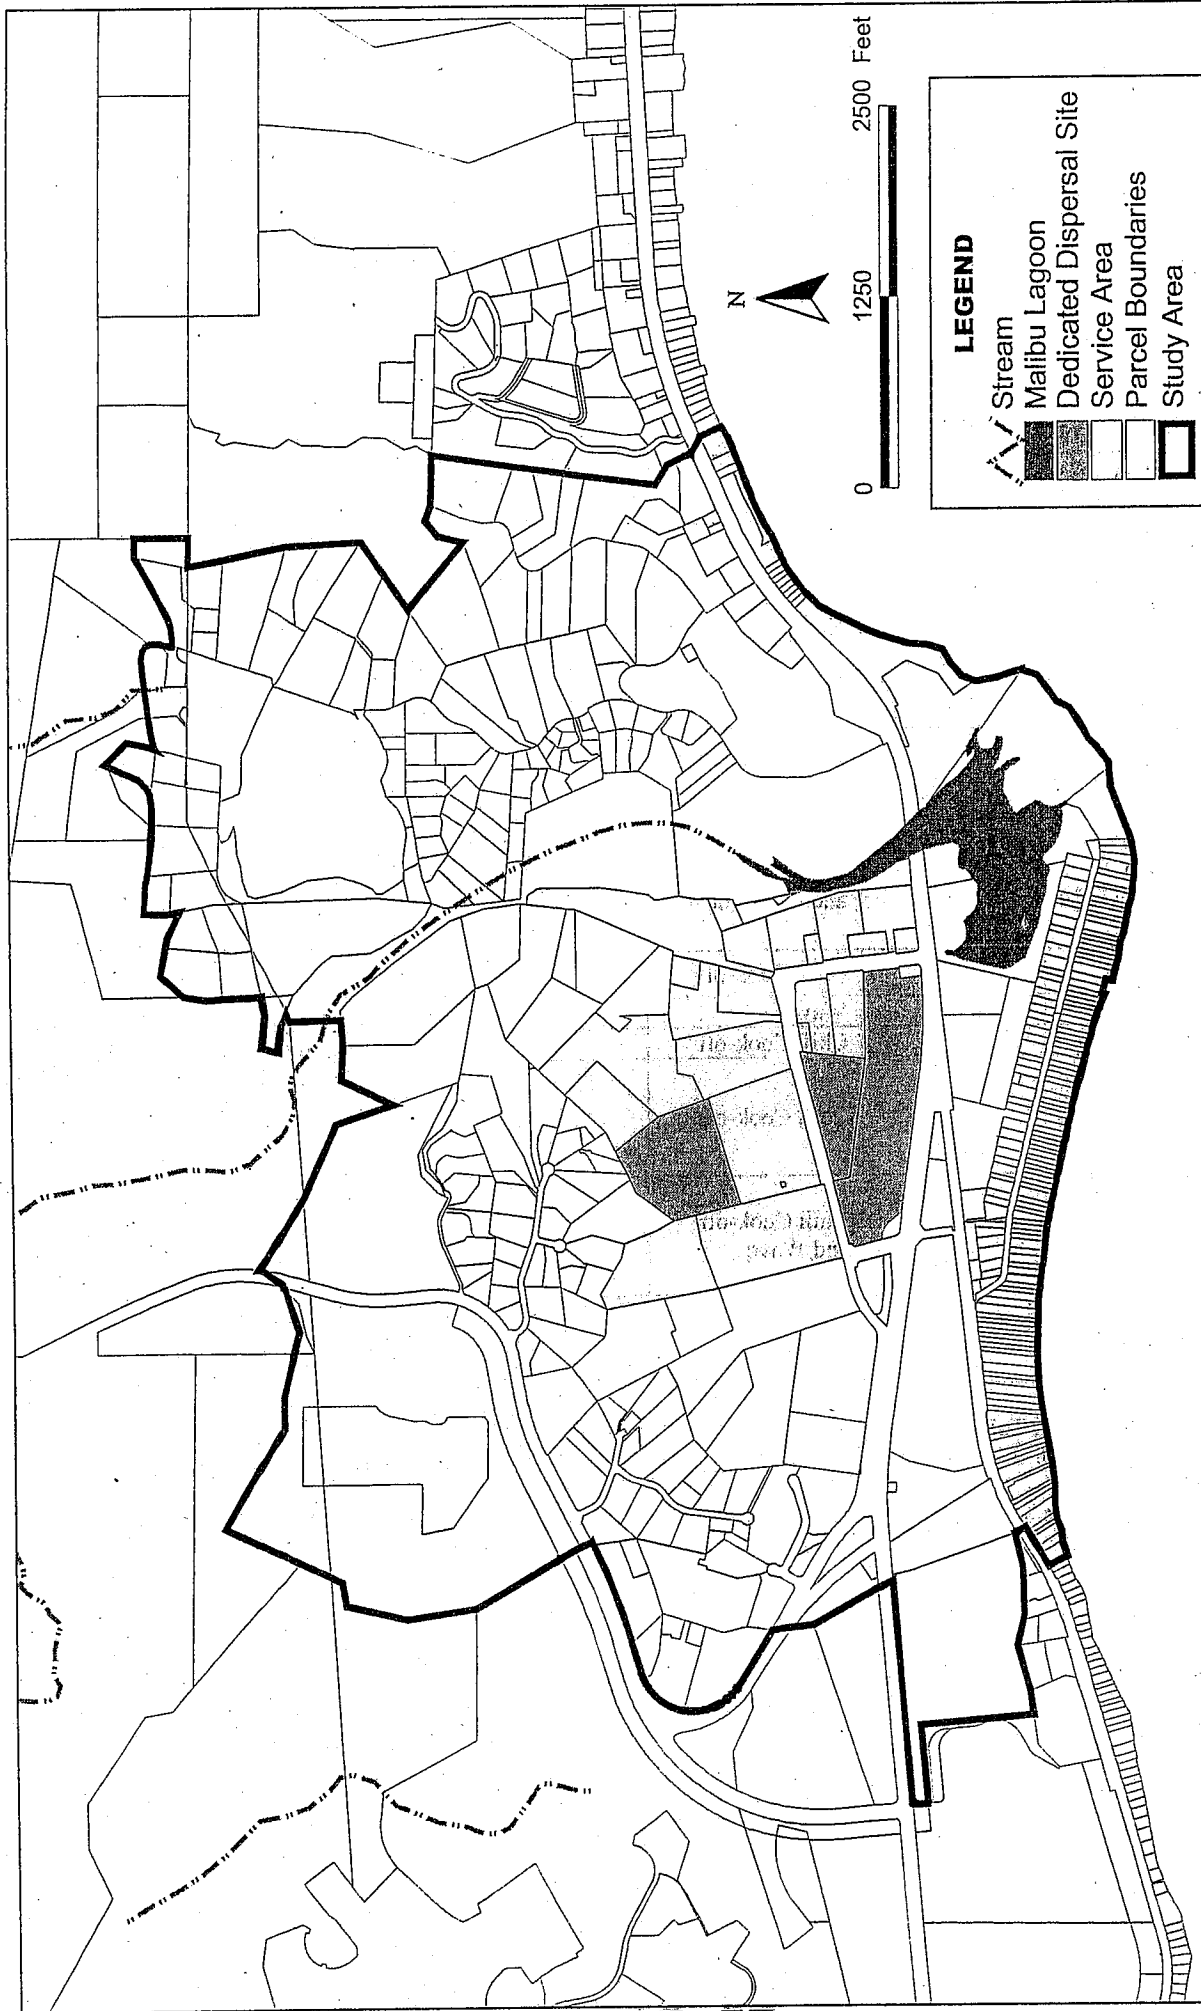 N
0 1250 2500 Feet
LEGEND
Stream
Malibu Lagoon
Dedicated Dispersal Site
Service Area
Parcel Boundaries
Study Area